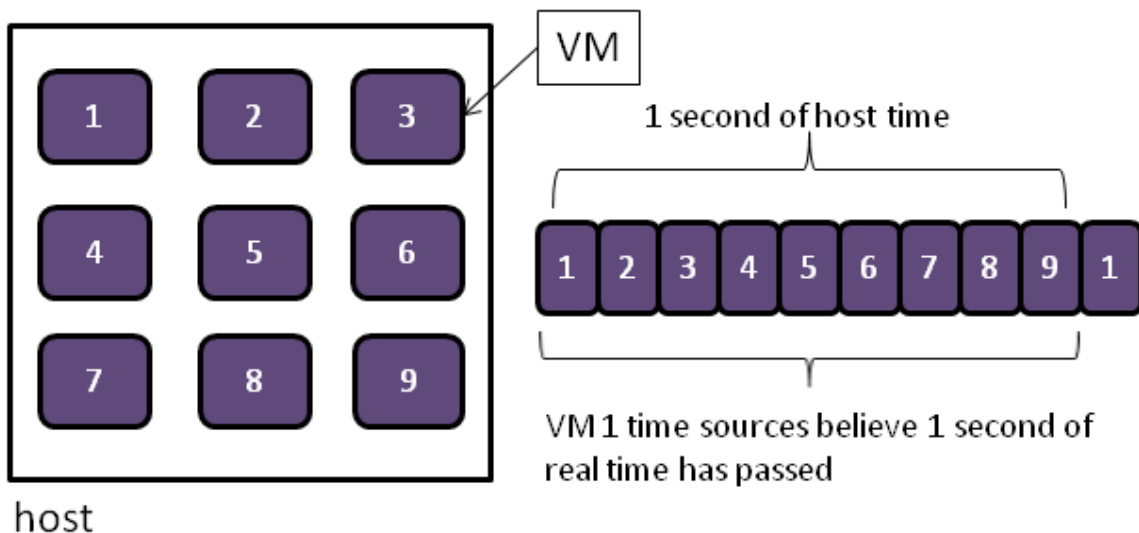 VM
1 2 3
4 5 6
7 8 9
host
1 second of host time
1 2 3 4 5 6 7 8 9 1
VM 1 time sources believe 1 second of
real time has passed